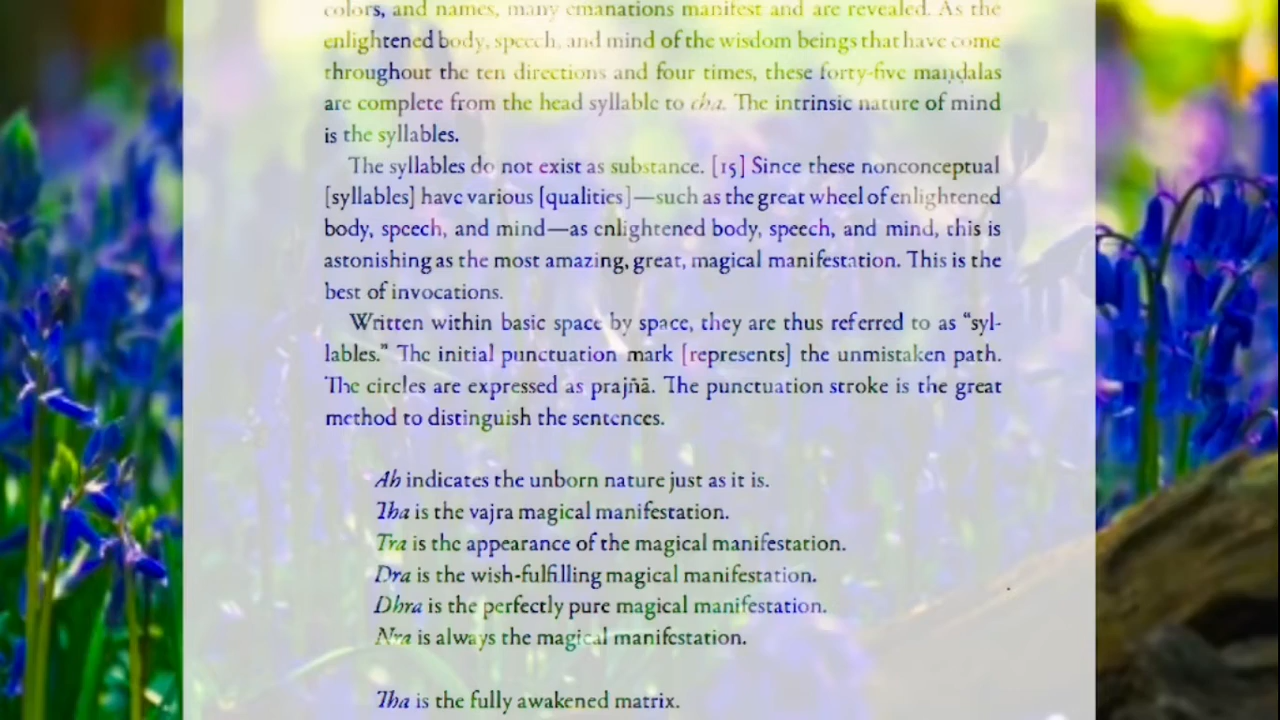 colors, and names, many emanations manifest and are revealed. As the
enlightened body, speech, and mind of the wisdom beings that have come
throughout the ten directions and four times, these forty-five maṇḍalas
are complete from the head syllable to cha. The intrinsic nature of mind
is the syllables.
The syllables do not exist as substance. [15] Since these nonconceptual
[syllables] have various [qualities]—such as the great wheel of enlightened
body, speech, and mind—as enlightened body, speech, and mind, this is
astonishing as the most amazing, great, magical manifestation. This is the
best of invocations.
Written within basic space by space, they are thus referred to as “syl-
lables.” The initial punctuation mark [represents] the unmistaken path.
The circles are expressed as prajñā. The punctuation stroke is the great
method to distinguish the sentences.
Ah indicates the unborn nature just as it is.
Tha is the vajra magical manifestation.
Tra is the appearance of the magical manifestation.
Dra is the wish-fulfilling magical manifestation.
Dhra is the perfectly pure magical manifestation.
Nra is always the magical manifestation.
Tha is the fully awakened matrix.